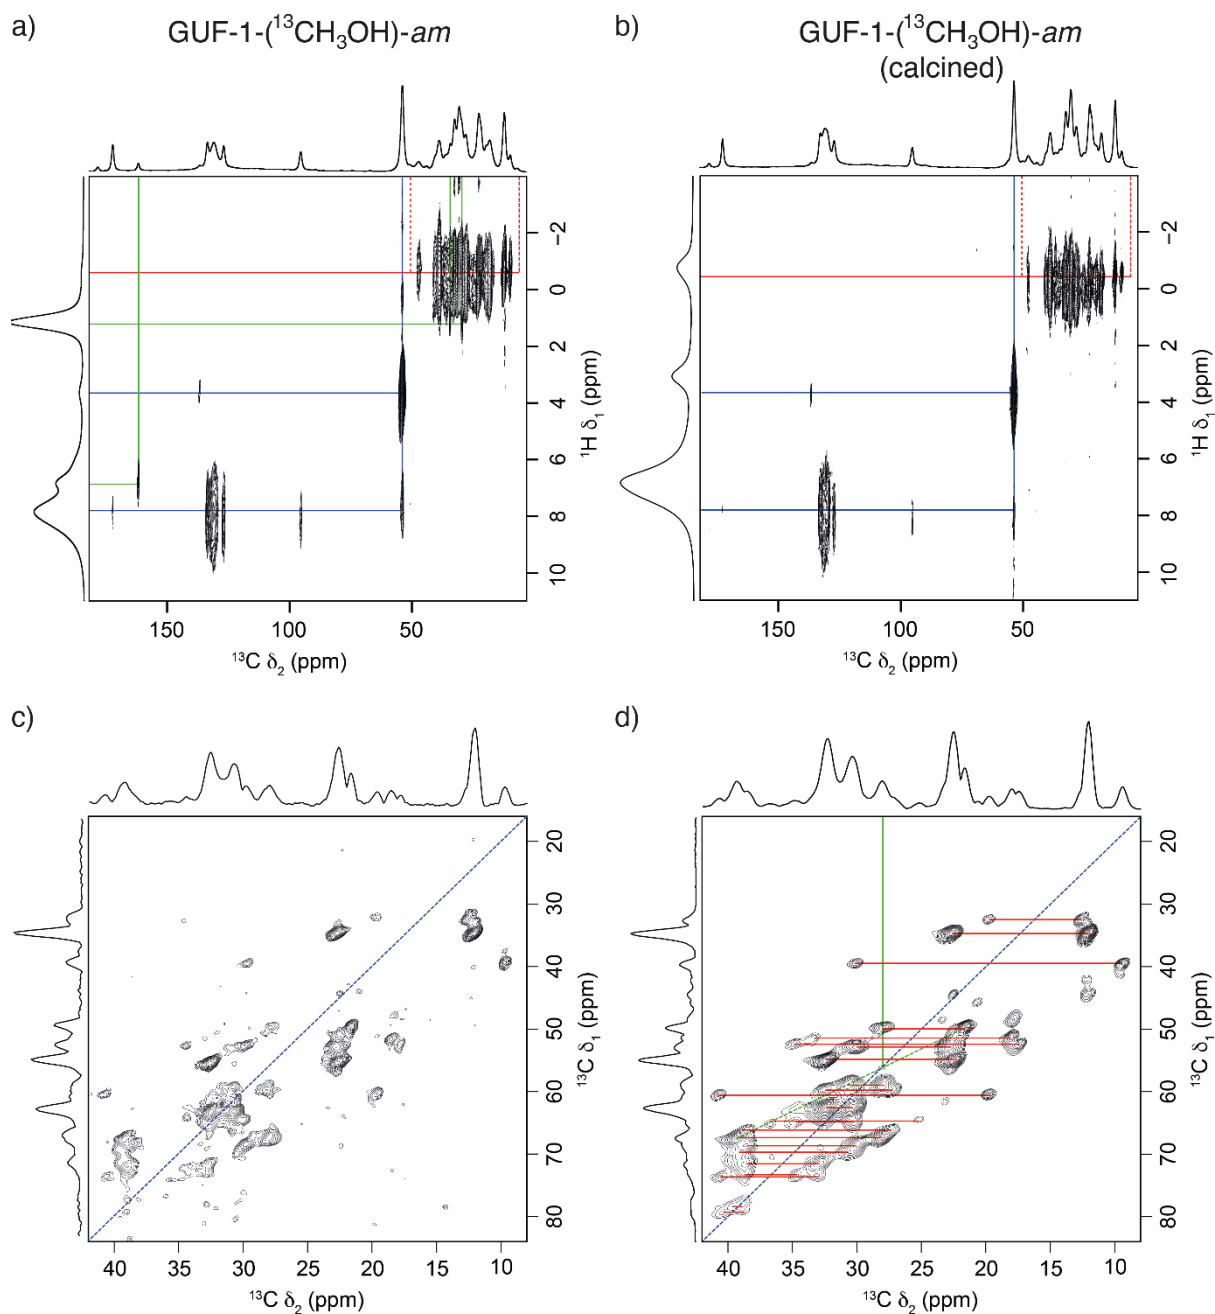 a) GUF-1-(¹³CH₃OH)-am
b) GUF-1-(¹³CH₃OH)-am
(calcined)
−2
0
2
4
6
8
10
¹H δ₁ (ppm)
150 100 50
¹³C δ₂ (ppm)
−2
0
2
4
6
8
10
¹H δ₁ (ppm)
150 100 50
¹³C δ₂ (ppm)
c)
20
30
40
50
60
70
80
¹³C δ₁ (ppm)
40 35 30 25 20 15 10
¹³C δ₂ (ppm)
d)
20
30
40
50
60
70
80
¹³C δ₁ (ppm)
40 35 30 25 20 15 10
¹³C δ₂ (ppm)